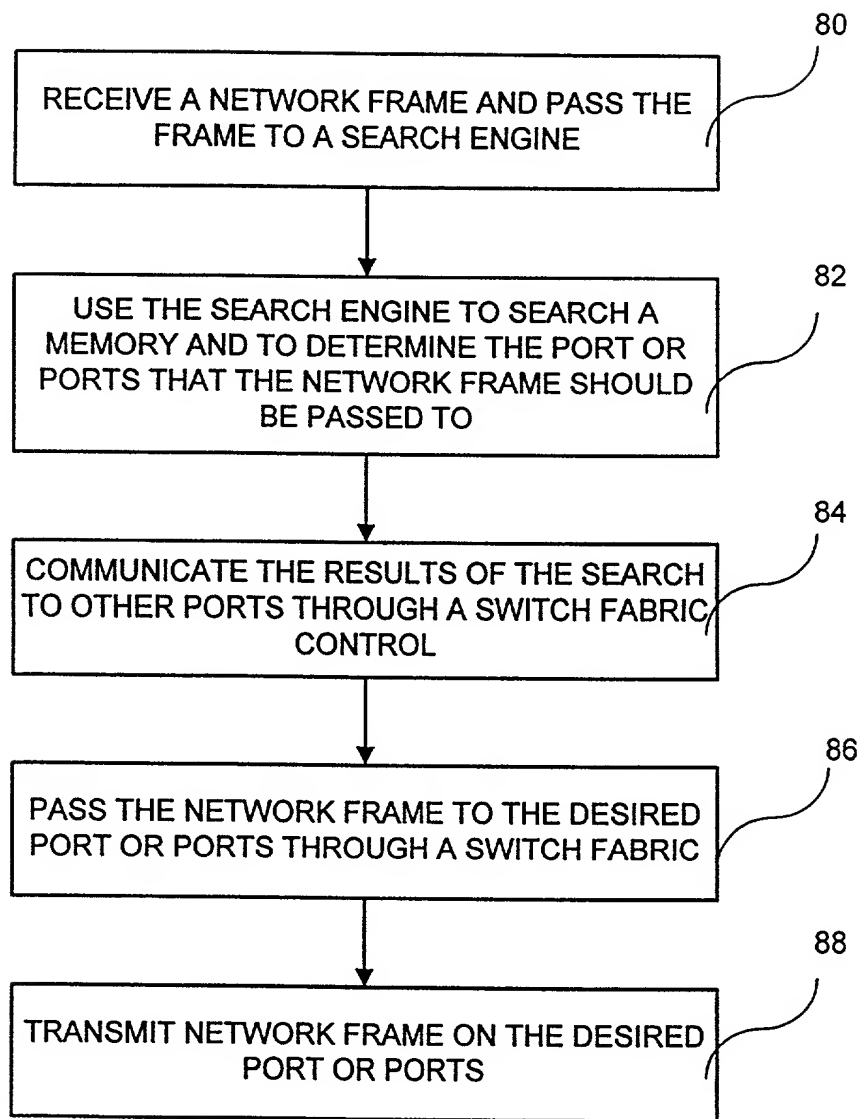 80
RECEIVE A NETWORK FRAME AND PASS THE
FRAME TO A SEARCH ENGINE
82
USE THE SEARCH ENGINE TO SEARCH A
MEMORY AND TO DETERMINE THE PORT OR
PORTS THAT THE NETWORK FRAME SHOULD
BE PASSED TO
84
COMMUNICATE THE RESULTS OF THE SEARCH
TO OTHER PORTS THROUGH A SWITCH FABRIC
CONTROL
86
PASS THE NETWORK FRAME TO THE DESIRED
PORT OR PORTS THROUGH A SWITCH FABRIC
88
TRANSMIT NETWORK FRAME ON THE DESIRED
PORT OR PORTS